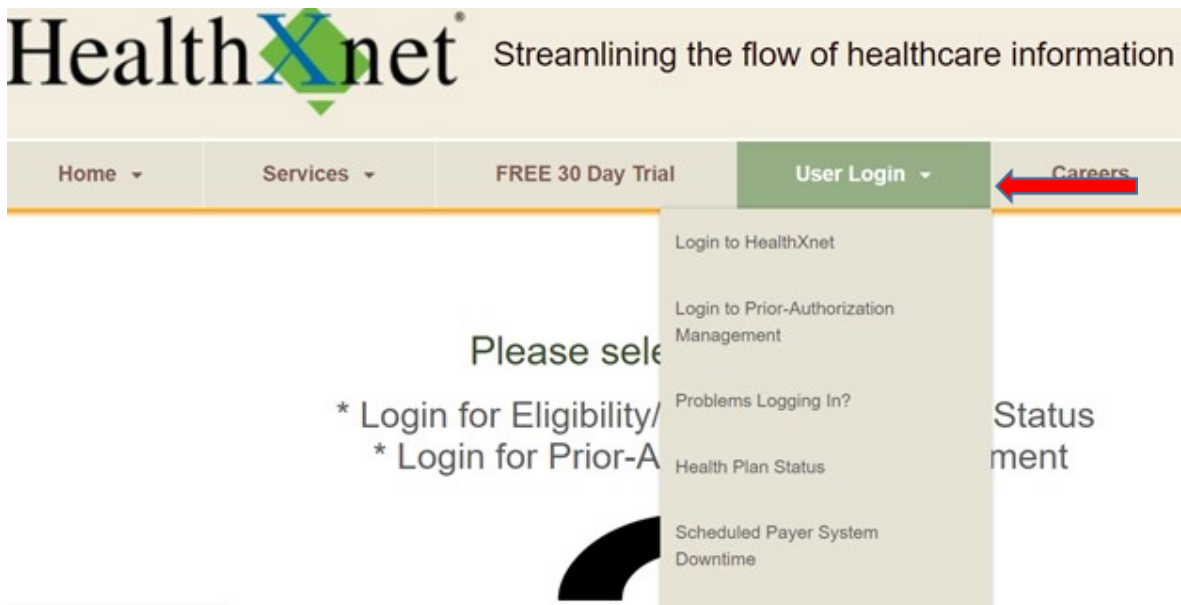 HealthXnet®
Streamlining the flow of healthcare information
Home
Services
FREE 30 Day Trial
User Login
Careers
Login to HealthXnet
Login to Prior-Authorization
Management
Problems Logging In?
Health Plan Status
Scheduled Payer System
Downtime
Please sele
* Login for Eligibility/ Status
* Login for Prior-A ment